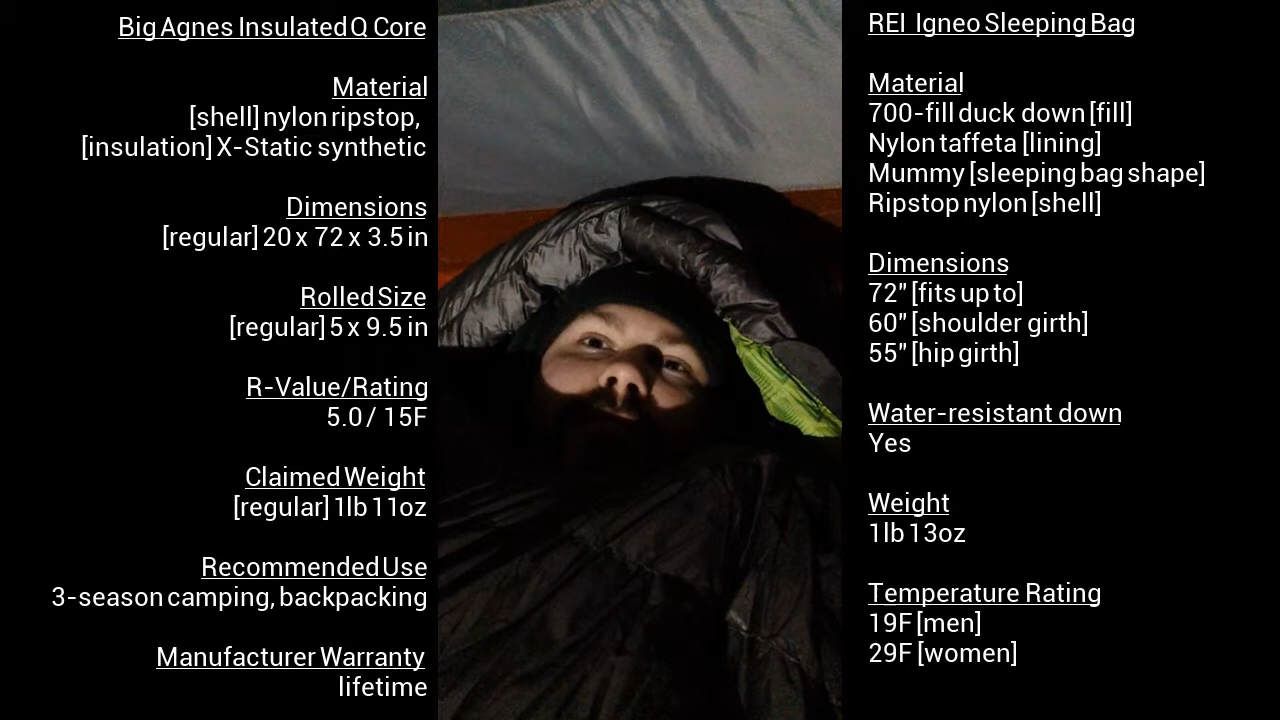 Big Agnes Insulated Q Core
Material
[shell] nylon ripstop,
[insulation] X-Static synthetic
Dimensions
[regular] 20 x 72 x 3.5 in
Rolled Size
[regular] 5 x 9.5 in
R-Value/Rating
5.0 / 15F
Claimed Weight
[regular] 1lb 11oz
Recommended Use
3-season camping, backpacking
Manufacturer Warranty
lifetime
REI Igneo Sleeping Bag
Material
700-fill duck down [fill]
Nylon taffeta [lining]
Mummy [sleeping bag shape]
Ripstop nylon [shell]
Dimensions
72" [fits up to]
60" [shoulder girth]
55" [hip girth]
Water-resistant down
Yes
Weight
1lb 13oz
Temperature Rating
19F [men]
29F [women]